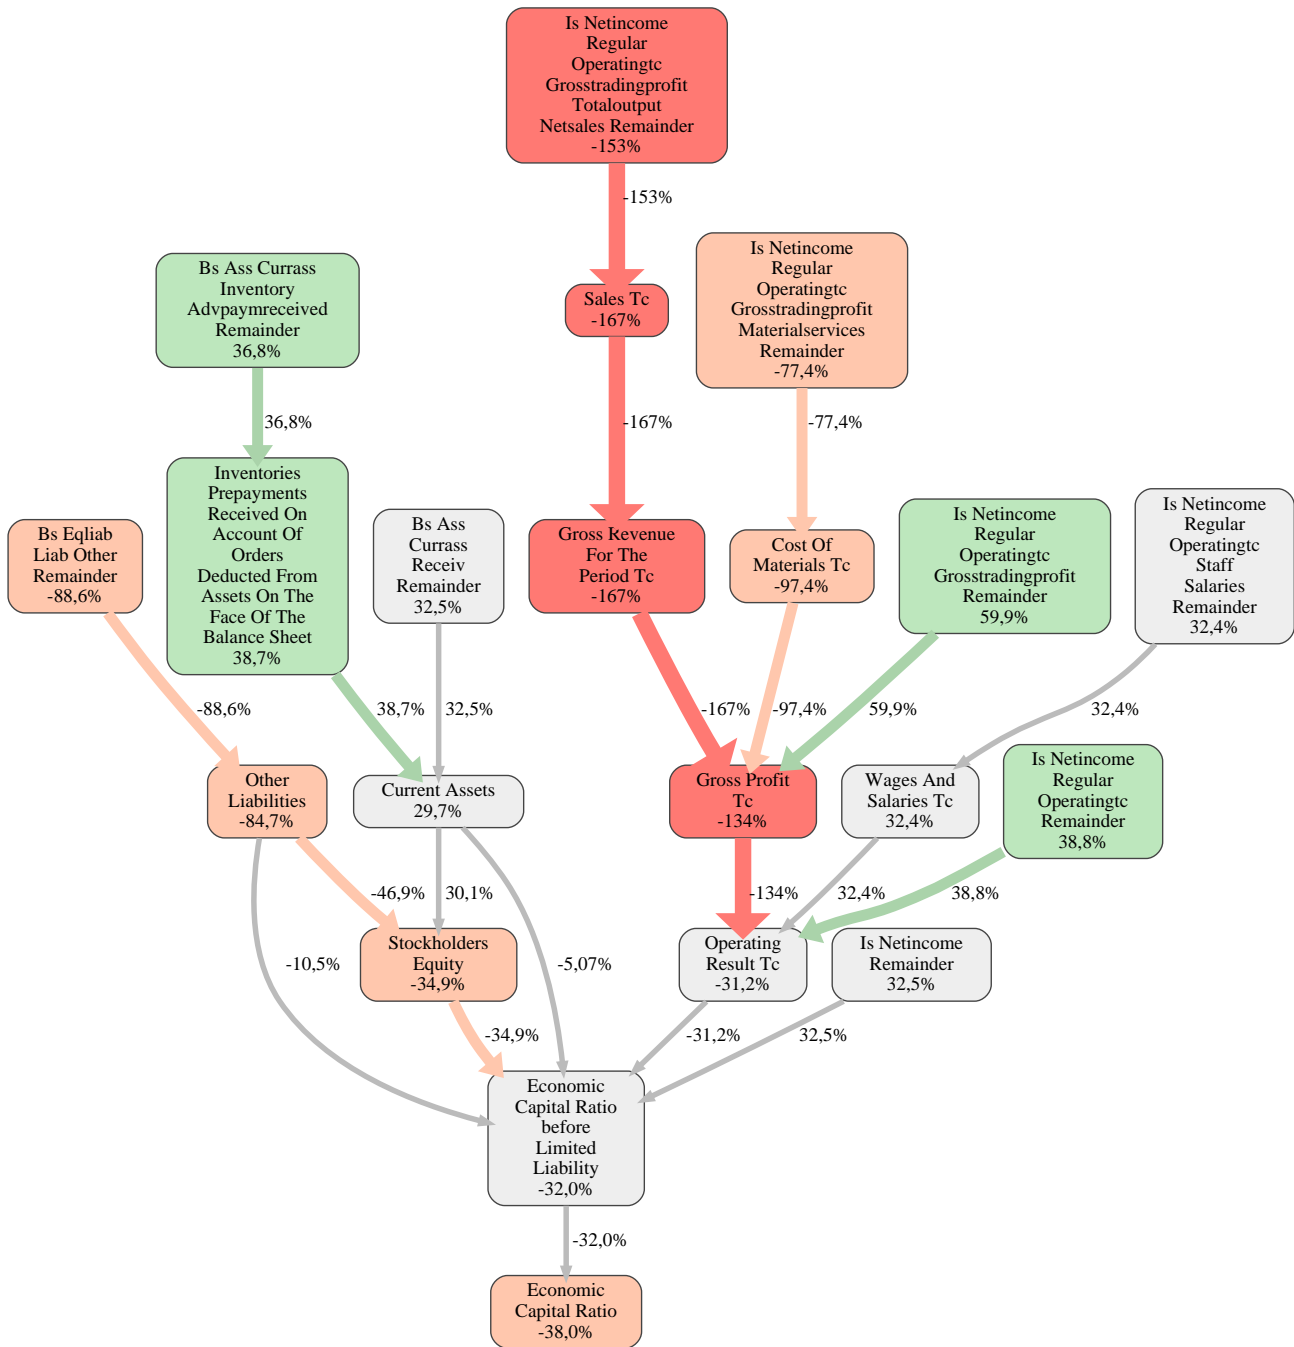 Is Netincome
Regular
Operatingtc
Grosstradingprofit
Totaloutput
Netsales Remainder
-153%
-153%
Is Netincome
Regular
Operatingtc
Grosstradingprofit
Materialservices
Remainder
-77,4%
Bs Ass Currass
Inventory
Advpaymreceived
Remainder
36,8%
Sales Tc
-167%
36,8%
-167%
-77,4%
Inventories
Prepayments
Received On
Account Of
Orders
Deducted From
Assets On The
Face Of The
Balance Sheet
38,7%
Bs Eqliab
Liab Other
Remainder
-88,6%
Bs Ass
Currass
Receiv
Remainder
32,5%
Gross Revenue
For The
Period Tc
-167%
Cost Of
Materials Tc
-97,4%
Is Netincome
Regular
Operatingtc
Grosstradingprofit
Remainder
59,9%
Is Netincome
Regular
Operatingtc
Staff
Salaries
Remainder
32,4%
-88,6%
38,7%
32,5%
-167%
-97,4%
59,9%
32,4%
Other
Liabilities
-84,7%
Current Assets
29,7%
Gross Profit
Tc
-134%
Wages And
Salaries Tc
32,4%
Is Netincome
Regular
Operatingtc
Remainder
38,8%
-46,9%
30,1%
-134%
32,4%
38,8%
-10,5%
Stockholders
Equity
-34,9%
-5,07%
Operating
Result Tc
-31,2%
Is Netincome
Remainder
32,5%
-34,9%
-31,2%
32,5%
Economic
Capital Ratio
before
Limited
Liability
-32,0%
-32,0%
Economic
Capital Ratio
-38,0%